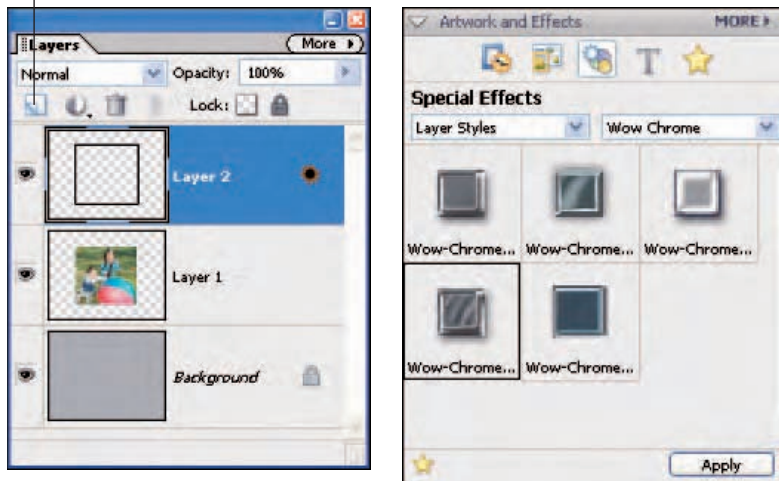 Layers
More
Normal
Opacity: 100%
Lock:
Layer 2
Layer 1
Background
Artwork and Effects
MORE
T
Special Effects
Layer Styles
Wow Chrome
Wow-Chrome... Wow-Chrome... Wow-Chrome...
Wow-Chrome... Wow-Chrome...
Apply